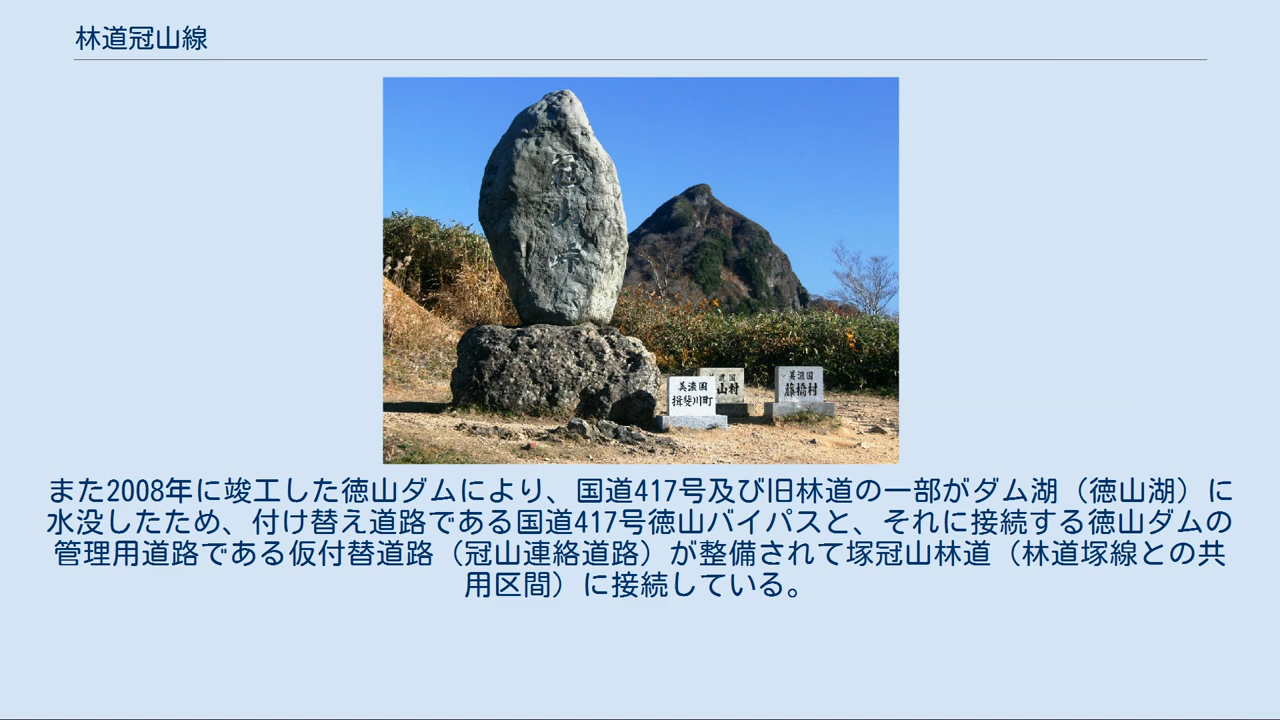 林道冠山線
冠山峠
美濃国
揖斐川町
山村
美濃国
藤橋村
また2008年に竣工した徳山ダムにより、国道417号及び旧林道の一部がダム湖（徳山湖）に
水没したため、付け替え道路である国道417号徳山バイパスと、それに接続する徳山ダムの
管理用道路である仮付替道路（冠山連絡道路）が整備されて塚冠山林道（林道塚線との共
用区間）に接続している。